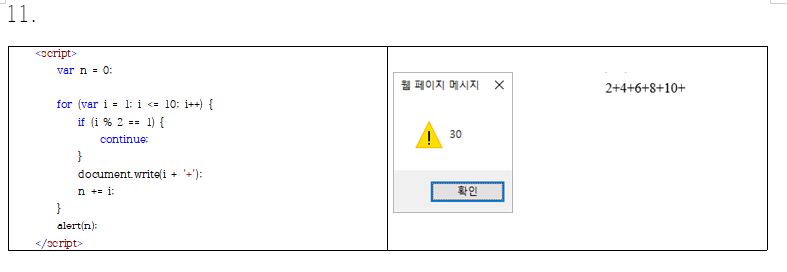 11.
<script>
var n = 0;
for (var i = 1; i <= 10; i++) {
if (i % 2 == 1) {
continue;
}
document.write(i + '+');
n += i;
}
alert(n);
</script>
웹 페이지 메시지
30
확인
2+4+6+8+10+